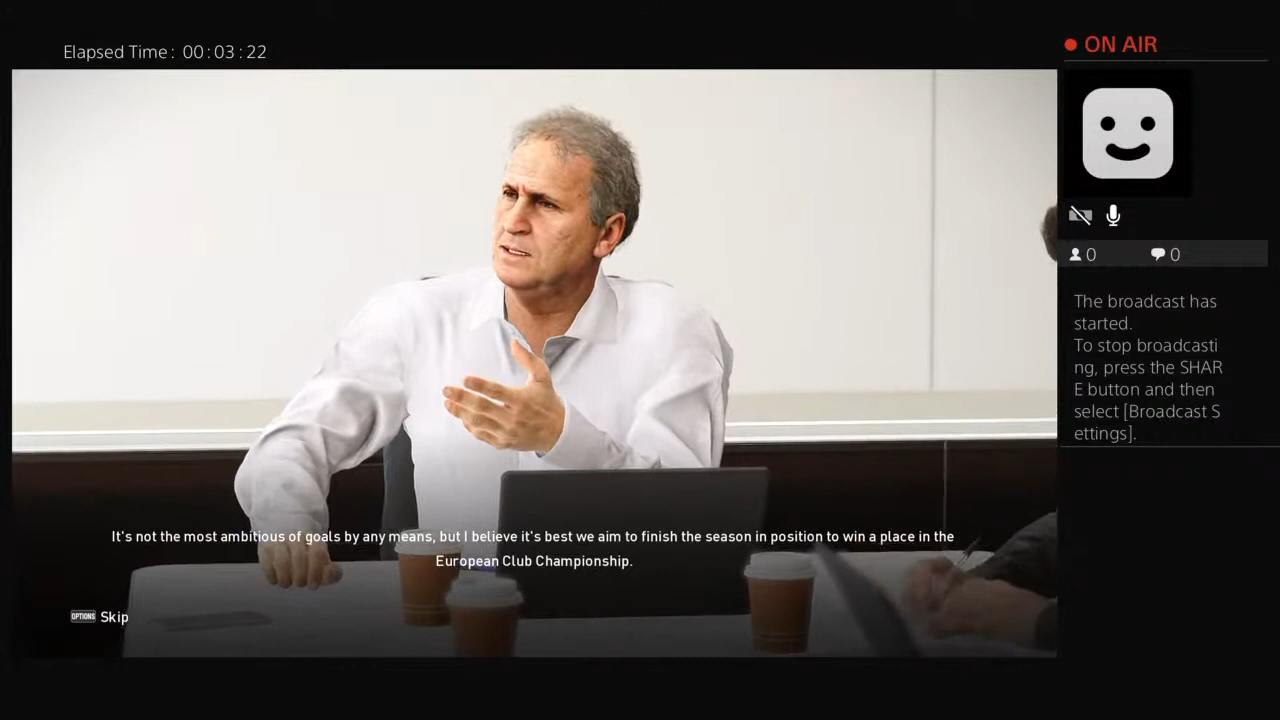 Elapsed Time: 00:03:22
ON AIR
0 0
The broadcast has
started.
To stop broadcasti
ng, press the SHAR
E button and then
select [Broadcast S
ettings].
It's not the most ambitious of goals by any means, but I believe it's best we aim to finish the season in position to win a place in the
European Club Championship.
OPTIONS Skip